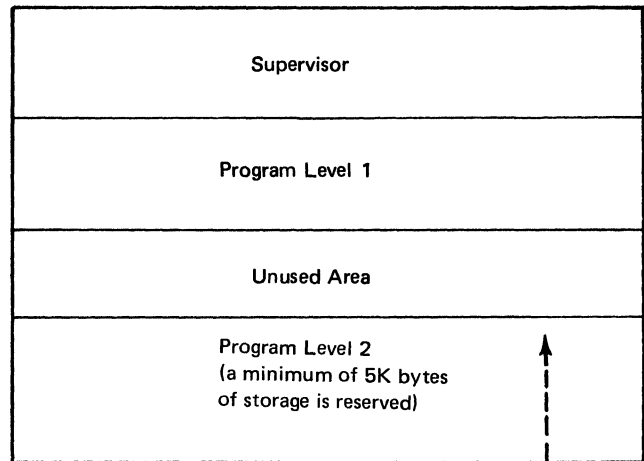 Supervisor
Program Level 1
Unused Area
Program Level 2
(a minimum of 5K bytes
of storage is reserved)